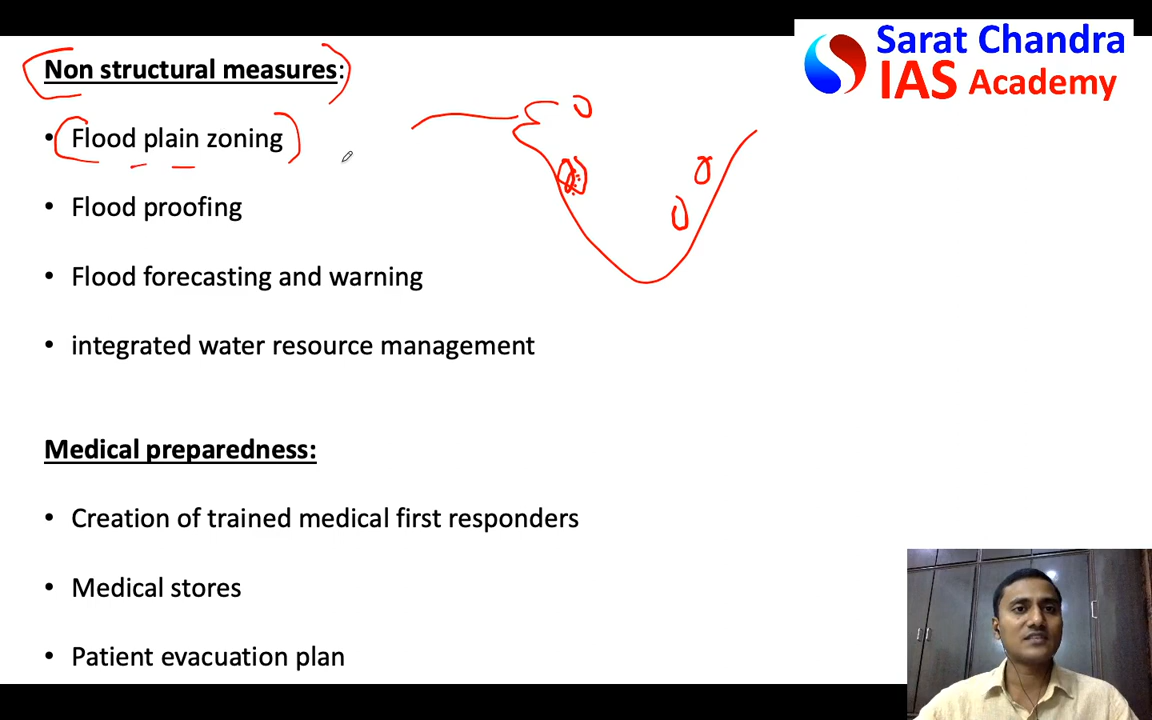 Sarat Chandra
IAS Academy
Non structural measures:
• Flood plain zoning
• Flood proofing
• Flood forecasting and warning
• integrated water resource management
Medical preparedness:
• Creation of trained medical first responders
• Medical stores
• Patient evacuation plan